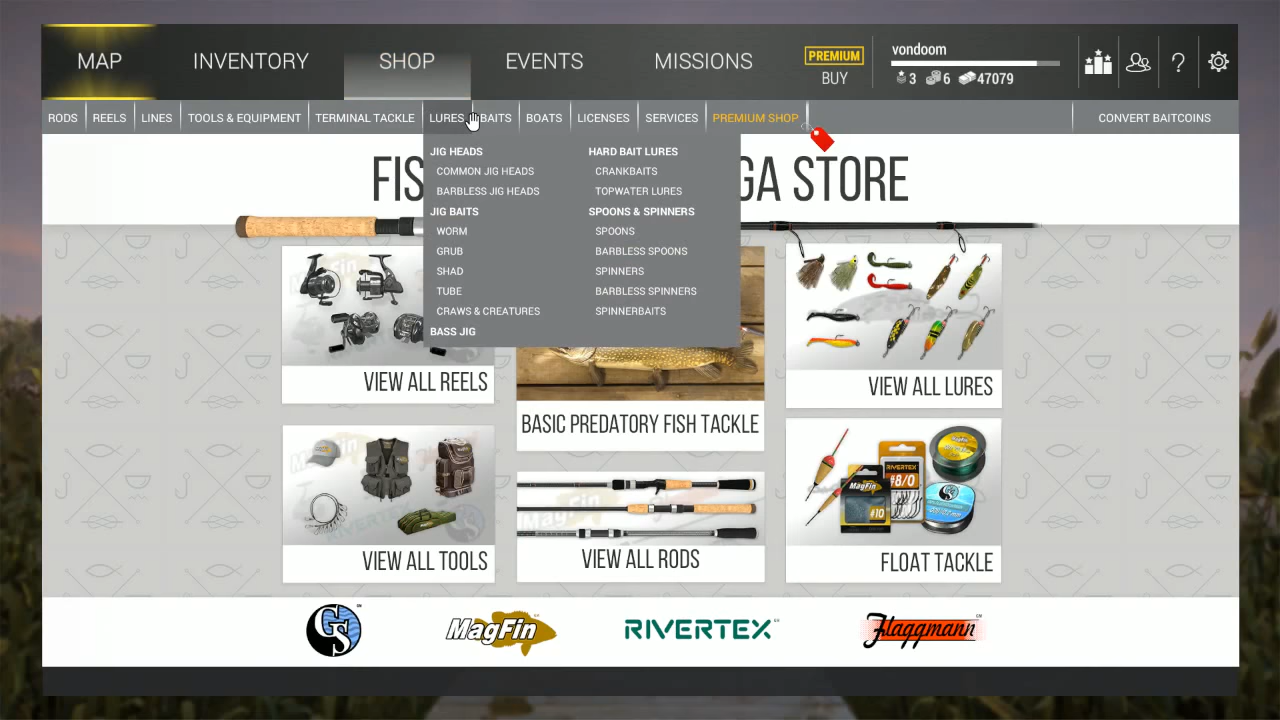 MAP INVENTORY SHOP EVENTS MISSIONS PREMIUM BUY vondoom 3 6 47079 ?
RODS REELS LINES TOOLS & EQUIPMENT TERMINAL TACKLE LURES BAITS BOATS LICENSES SERVICES PREMIUM SHOP CONVERT BAITCOINS
JIG HEADS
COMMON JIG HEADS
BARBLESS JIG HEADS
JIG BAITS
WORM
GRUB
SHAD
TUBE
CRAWS & CREATURES
BASS JIG
HARD BAIT LURES
CRANKBAITS
TOPWATER LURES
SPOONS & SPINNERS
SPOONS
BARBLESS SPOONS
SPINNERS
BARBLESS SPINNERS
SPINNERBAITS
FIS GA STORE
VIEW ALL REELS
BASIC PREDATORY FISH TACKLE
VIEW ALL LURES
VIEW ALL TOOLS
VIEW ALL RODS
MagFin
#10
RIVERTEX
#8/0
FLOAT TACKLE
GS
MagFin
RIVERTEX
Flaggmann